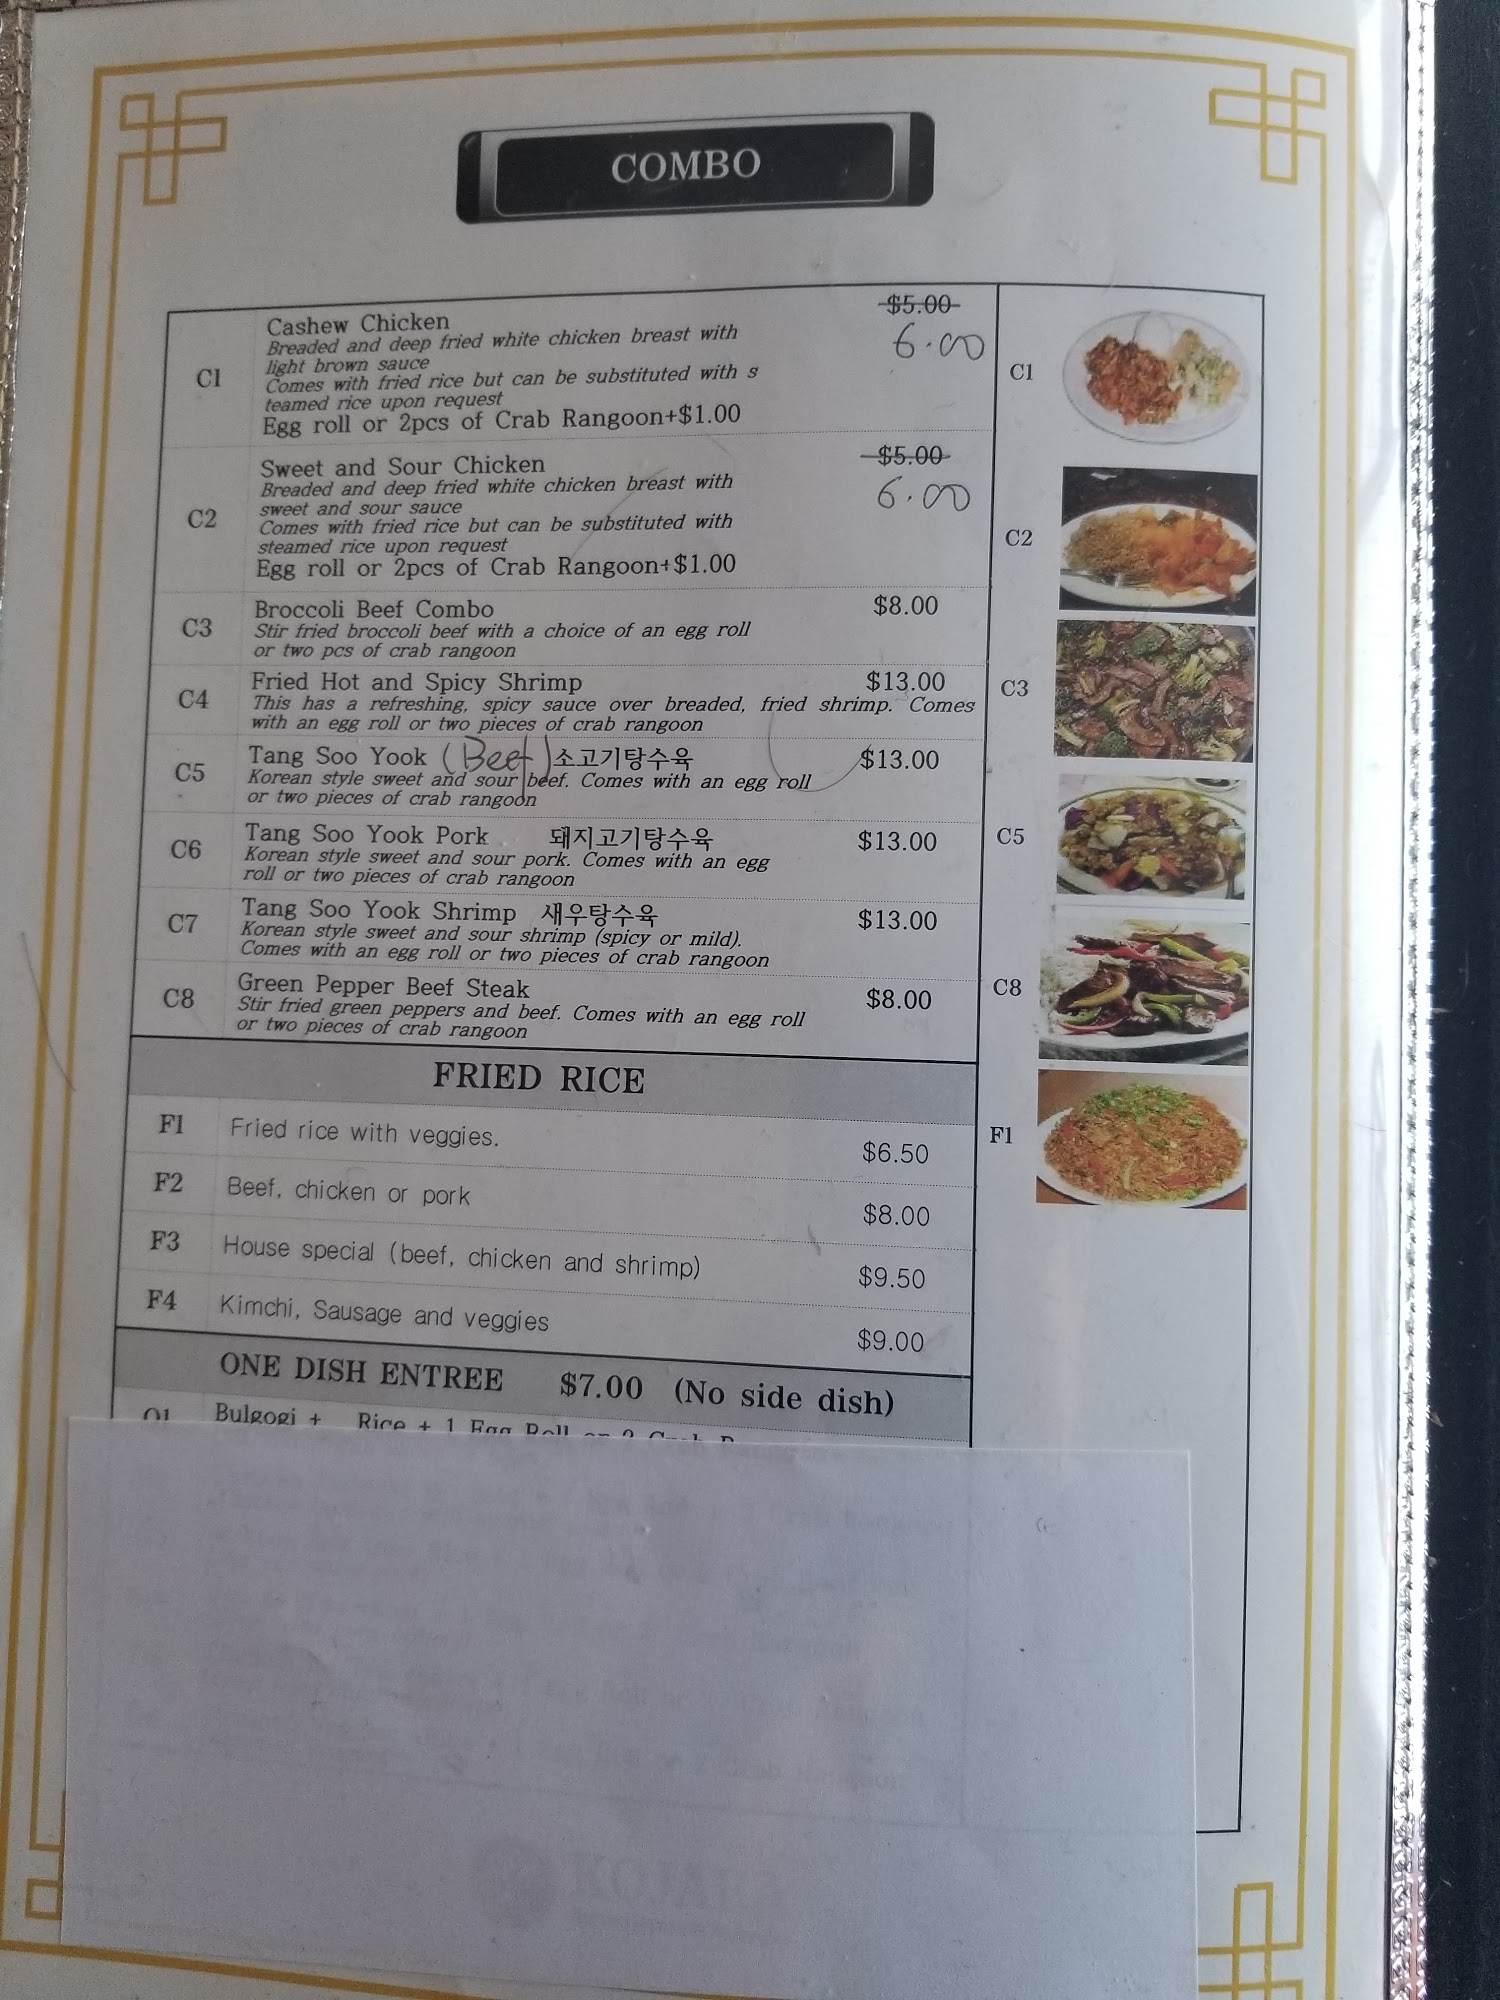 COMBO
C1
Cashew Chicken
$5.00
6.00
Breaded and deep fried white chicken breast with
light brown sauce
Comes with fried rice but can be substituted with s
teamed rice upon request
Egg roll or 2pcs of Crab Rangoon+$1.00
C2
Sweet and Sour Chicken
$5.00
6.00
Breaded and deep fried white chicken breast with
sweet and sour sauce
Comes with fried rice but can be substituted with
steamed rice upon request
Egg roll or 2pcs of Crab Rangoon+$1.00
C3
Broccoli Beef Combo
$8.00
Stir fried broccoli beef with a choice of an egg roll
or two pcs of crab rangoon
C4
Fried Hot and Spicy Shrimp
$13.00
This has a refreshing, spicy sauce over breaded, fried shrimp. Comes
with an egg roll or two pieces of crab rangoon
C5
Tang Soo Yook (Beef) 소고기탕수육
$13.00
Korean style sweet and sour beef. Comes with an egg roll
or two pieces of crab rangoon
C6
Tang Soo Yook Pork 돼지고기탕수육
$13.00
Korean style sweet and sour pork. Comes with an egg
roll or two pieces of crab rangoon
C7
Tang Soo Yook Shrimp 새우탕수육
$13.00
Korean style sweet and sour shrimp (spicy or mild).
Comes with an egg roll or two pieces of crab rangoon
C8
Green Pepper Beef Steak
$8.00
Stir fried green peppers and beef. Comes with an egg roll
or two pieces of crab rangoon
FRIED RICE
F1 Fried rice with veggies. $6.50
F2 Beef, chicken or pork $8.00
F3 House special (beef, chicken and shrimp) $9.50
F4 Kimchi, Sausage and veggies $9.00
ONE DISH ENTREE $7.00 (No side dish)
O1 Bulgogi + Rice + 1 Egg Roll or 2
C1
C2
C3
C5
C8
F1